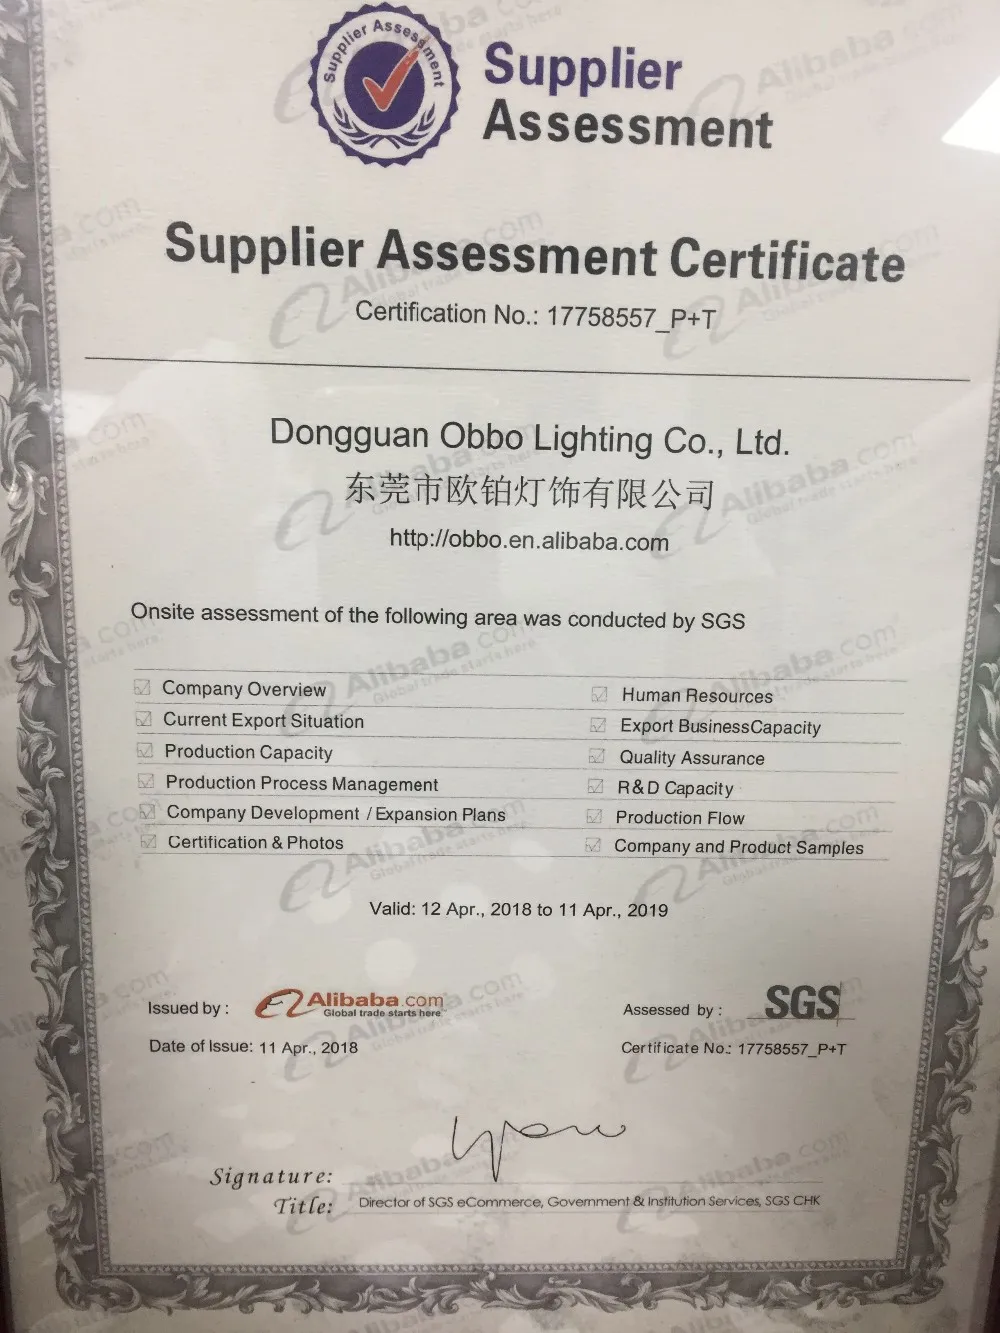 Supplier Assessment
Supplier
Assessment
Supplier Assessment Certificate
Certification No.: 17758557_P+T
Dongguan Obbo Lighting Co., Ltd.
东莞市欧铂灯饰有限公司
http://obbo.en.alibaba.com
Onsite assessment of the following area was conducted by SGS
Company Overview
Human Resources
Current Export Situation
Export BusinessCapacity
Production Capacity
Quality Assurance
Production Process Management
R&D Capacity
Company Development / Expansion Plans
Production Flow
Certification & Photos
Company and Product Samples
Valid: 12 Apr., 2018 to 11 Apr., 2019
Issued by : Alibaba.com
Global trade starts here
Assessed by : SGS
Date of Issue: 11 Apr., 2018
Certificate No.: 17758557_P+T
Signature:
Title: Director of SGS eCommerce, Government & Institution Services, SGS CHK